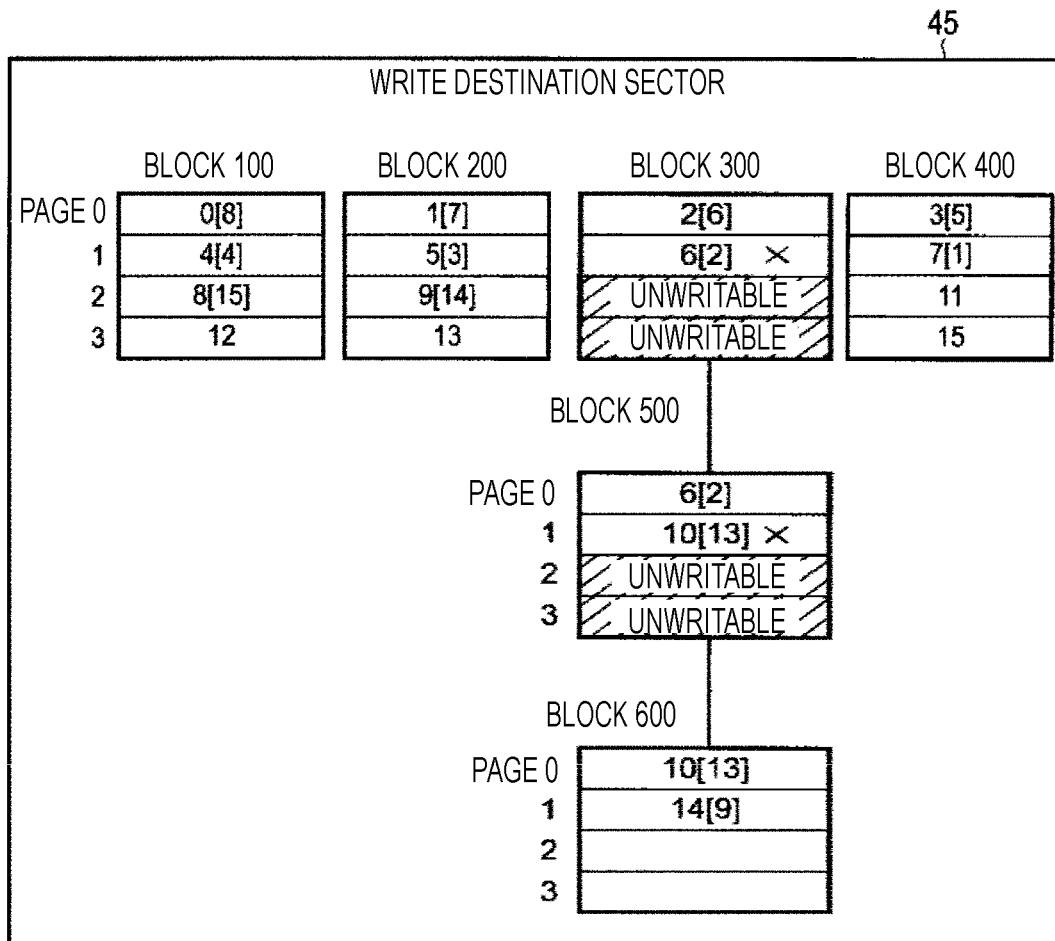 45
WRITE DESTINATION SECTOR
BLOCK 100 BLOCK 200 BLOCK 300 BLOCK 400
PAGE 0 0[8] 1[7] 2[6] 3[5]
1 4[4] 5[3] 6[2] × 7[1]
2 8[15] 9[14] UNWRITABLE 11
3 12 13 UNWRITABLE 15
BLOCK 500
PAGE 0 6[2]
1 10[13] ×
2 UNWRITABLE
3 UNWRITABLE
BLOCK 600
PAGE 0 10[13]
1 14[9]
2
3